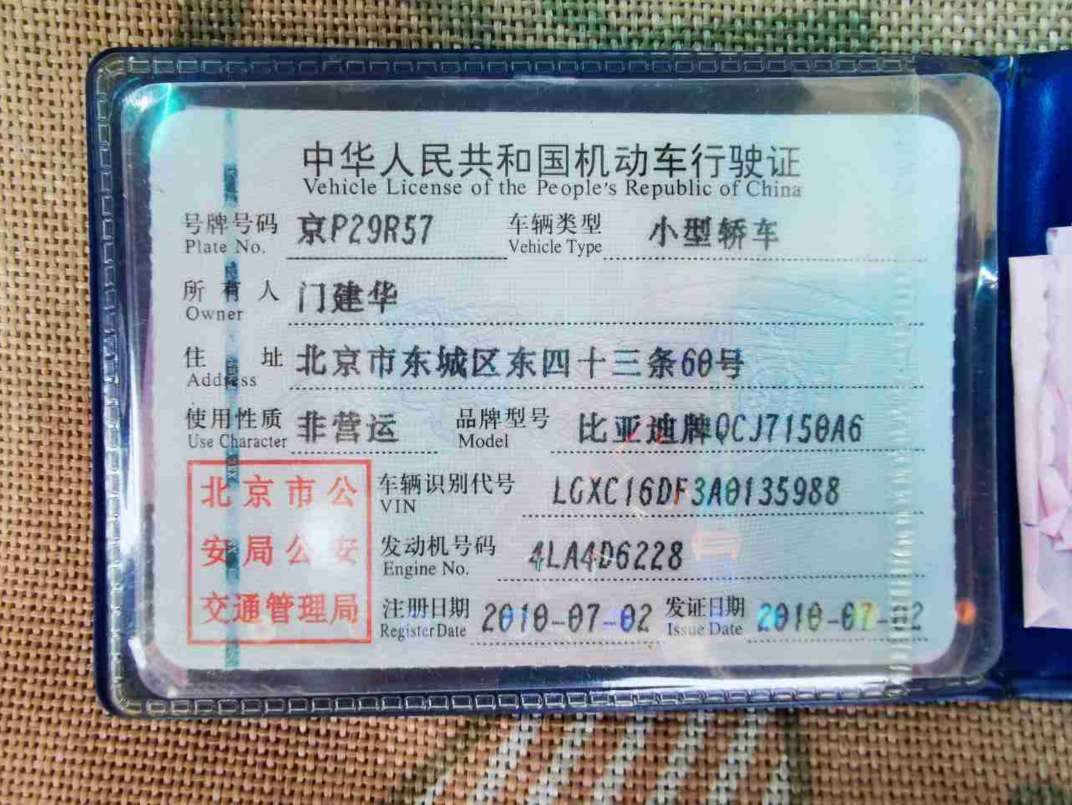 中华人民共和国机动车行驶证
Vehicle License of the People's Republic of China
号牌号码 京P29R57 车辆类型 小型轿车
Plate No. Vehicle Type
所有人 门建华
Owner
住址 北京市东城区东四十三条60号
Address
使用性质 非营运 品牌型号 比亚迪牌QCJ7150A6
Use Character Model
北京市公
安局公安
交通管理局
车辆识别代号 LGXC16DF3A0135988
VIN
发动机号码 4LA4D6228
Engine No.
注册日期 2010-07-02 发证日期 2010-07-02
Register Date Issue Date